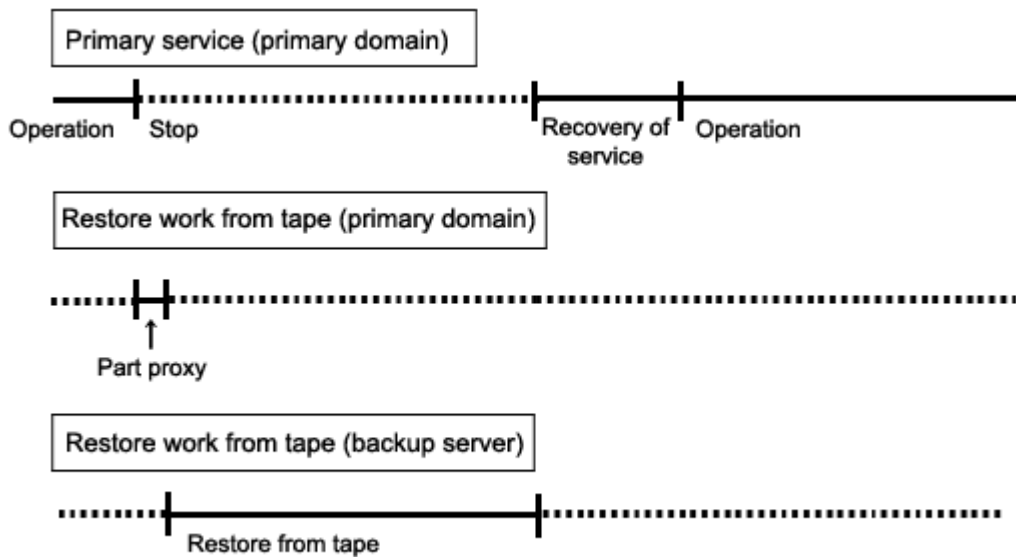 Primary service (primary domain)
Operation
Stop
Recovery of
service
Operation
Restore work from tape (primary domain)
Part proxy
Restore work from tape (backup server)
Restore from tape